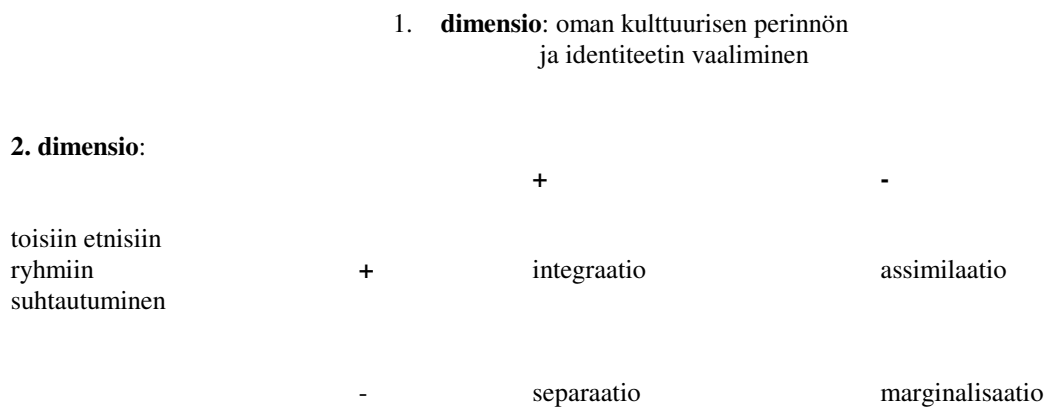 1. dimensio: oman kulttuurisen perinnön
ja identiteetin vaaliminen
2. dimensio:
+ -
toisiin etnisiin
ryhmiin + integraatio assimilaatio
suhtautuminen
- separaatio marginalisaatio